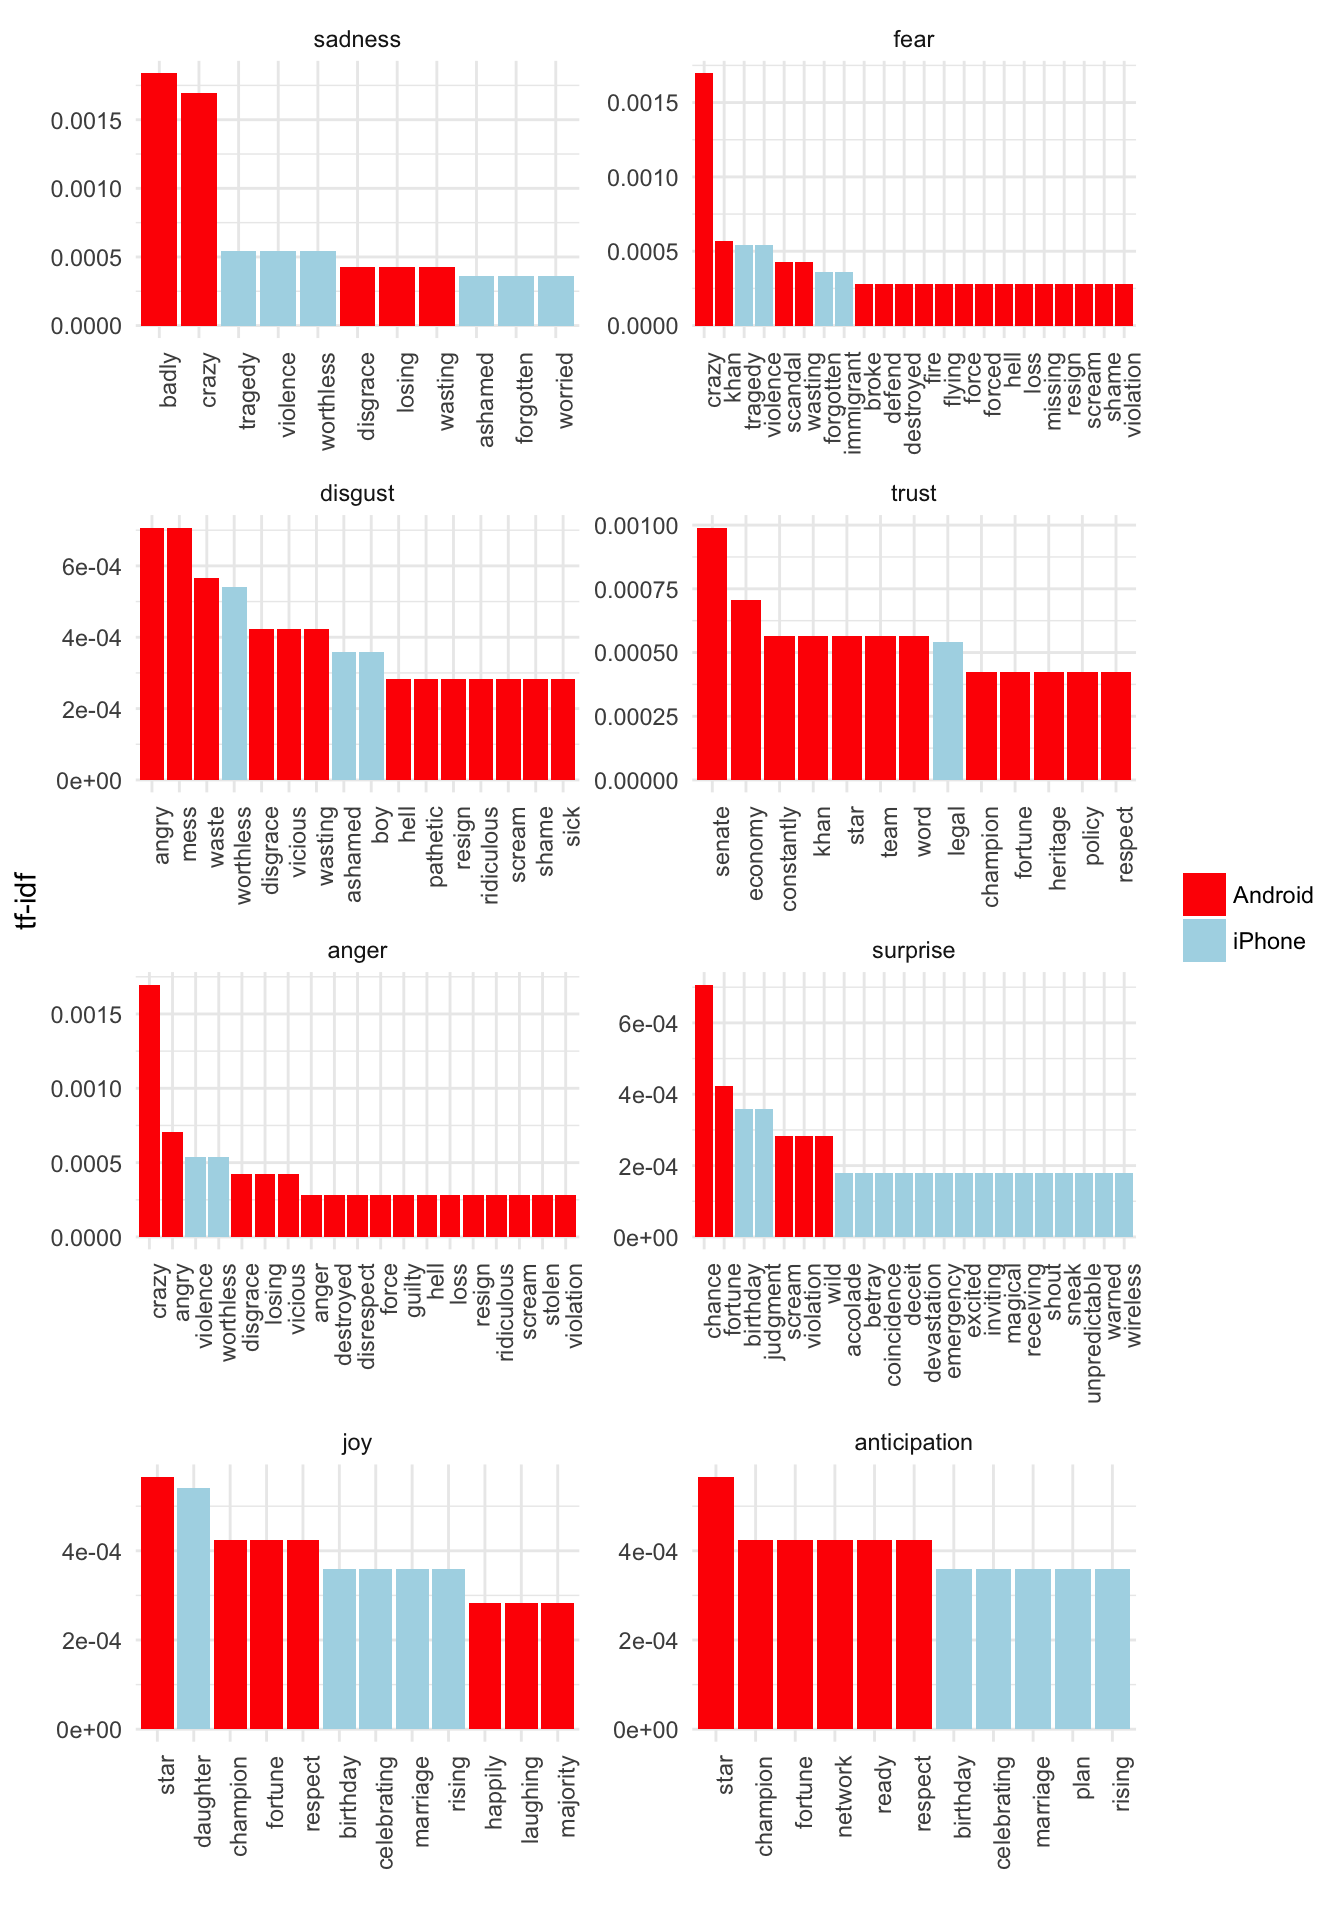 sadness
0.0015
0.0010
0.0005
0.0000
badly
crazy
tragedy
violence
worthless
disgrace
losing
wasting
ashamed
forgotten
worried
fear
0.0015
0.0010
0.0005
0.0000
crazy
khan
tragedy
violence
scandal
wasting
forgotten
immigrant
broke
defend
destroyed
fire
flying
force
forced
hell
loss
missing
resign
scream
shame
violation
disgust
6e-04
4e-04
2e-04
0e+00
angry
mess
waste
worthless
disgrace
vicious
wasting
ashamed
boy
hell
pathetic
resign
ridiculous
scream
shame
sick
trust
0.00100
0.00075
0.00050
0.00025
0.00000
senate
economy
constantly
khan
star
team
word
legal
champion
fortune
heritage
policy
respect
tf-idf
Android
iPhone
anger
0.0015
0.0010
0.0005
0.0000
crazy
angry
violence
worthless
disgrace
losing
vicious
anger
destroyed
disrespect
force
guilty
hell
loss
resign
ridiculous
scream
stolen
violation
surprise
6e-04
4e-04
2e-04
0e+00
chance
fortune
birthday
judgment
scream
violation
wild
accolade
betray
coincidence
deceit
devastation
emergency
excited
inviting
magical
receiving
shout
sneak
unpredictable
warned
wireless
joy
4e-04
2e-04
0e+00
star
daughter
champion
fortune
respect
birthday
celebrating
marriage
rising
happily
laughing
majority
anticipation
4e-04
2e-04
0e+00
star
champion
fortune
network
ready
respect
birthday
celebrating
marriage
plan
rising